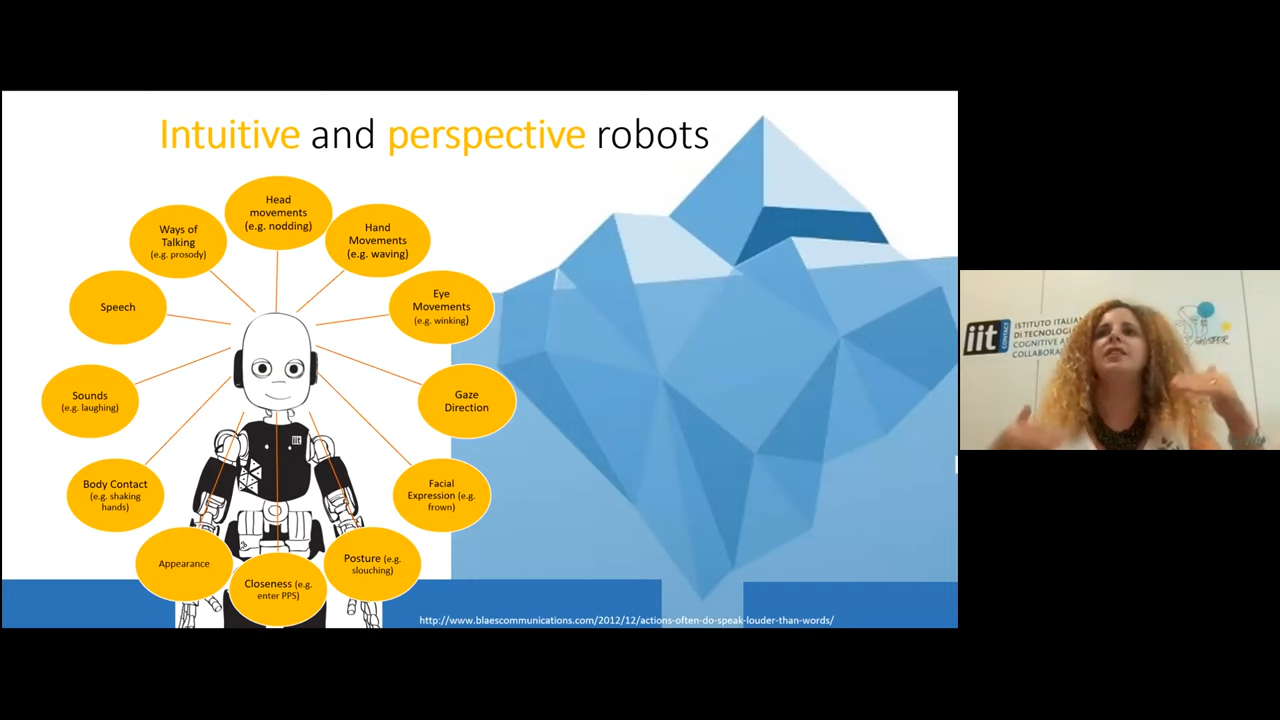 Intuitive and perspective robots
Head
movements
(e.g. nodding)
Hand
Movements
(e.g. waving)
Eye
Movements
(e.g. winking)
Gaze
Direction
Facial
Expression (e.g.
frown)
Posture (e.g.
slouching)
Closeness (e.g.
enter PPS)
Appearance
Body Contact
(e.g. shaking
hands)
Sounds
(e.g. laughing)
Speech
Ways of
Talking
(e.g. prosody)
iit
http://www.blaescommunications.com/2012/12/actions-often-do-speak-louder-than-words/
iit
CONTACT
ISTITUTO ITALIAN
DI TECNOLOGI
COGNITIVE A
COLLABORA